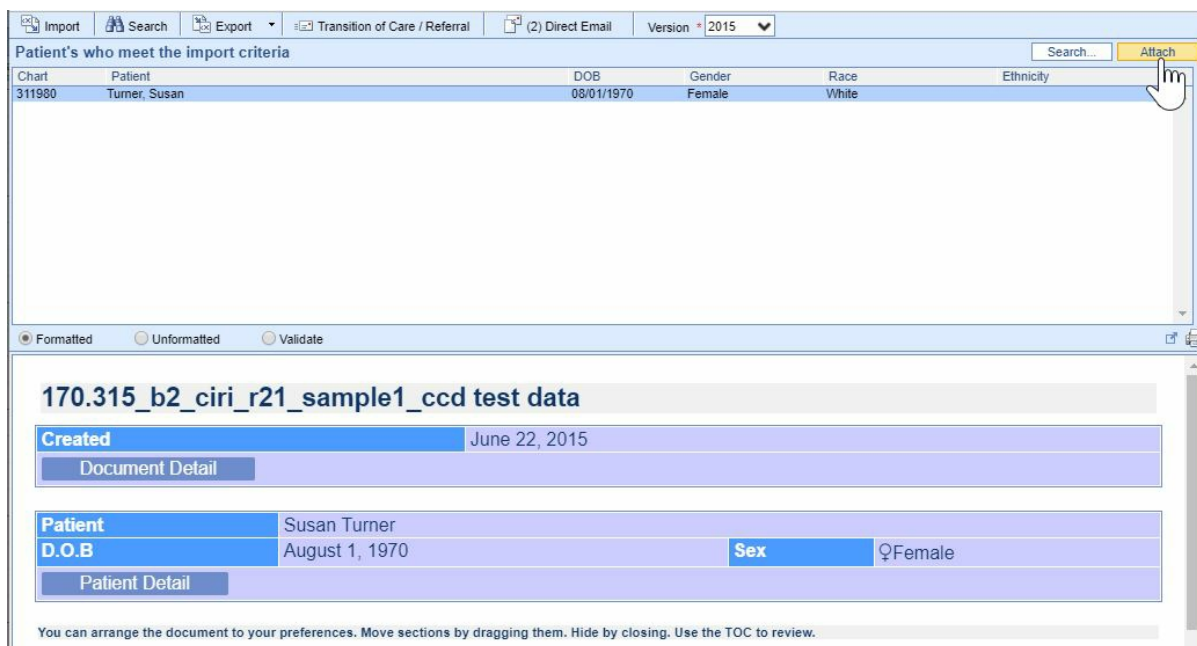 Import Search Export Transition of Care / Referral (2) Direct Email Version * 2015
Patient's who meet the import criteria Search... Attach
Chart Patient DOB Gender Race Ethnicity
311980 Turner, Susan 08/01/1970 Female White
Formatted Unformatted Validate
170.315_b2_ciri_r21_sample1_ccd test data
Created June 22, 2015
Document Detail
Patient Susan Turner
D.O.B August 1, 1970 Sex ♀Female
Patient Detail
You can arrange the document to your preferences. Move sections by dragging them. Hide by closing. Use the TOC to review.